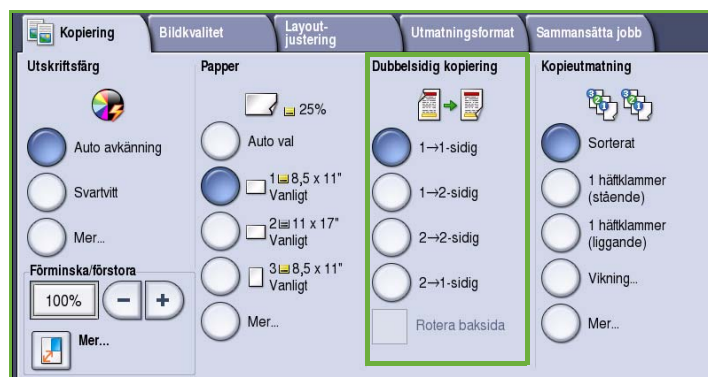 Kopiering
Bildkvalitet
Layout-
justering
Utmatningsformat
Sammansätta jobb
Utskriftsfärg
Auto avkänning
Svartvitt
Mer...
Förminska/förstora
100%
Mer...
Papper
25%
Auto val
1 8,5 x 11"
Vanligt
2 11 x 17"
Vanligt
3 8,5 x 11"
Vanligt
Mer...
Dubbelsidig kopiering
1→1-sidig
1→2-sidig
2→2-sidig
2→1-sidig
Rotera baksida
Kopieutmatning
Sorterat
1 häftklammer
(stående)
1 häftklammer
(liggande)
Vikning...
Mer...